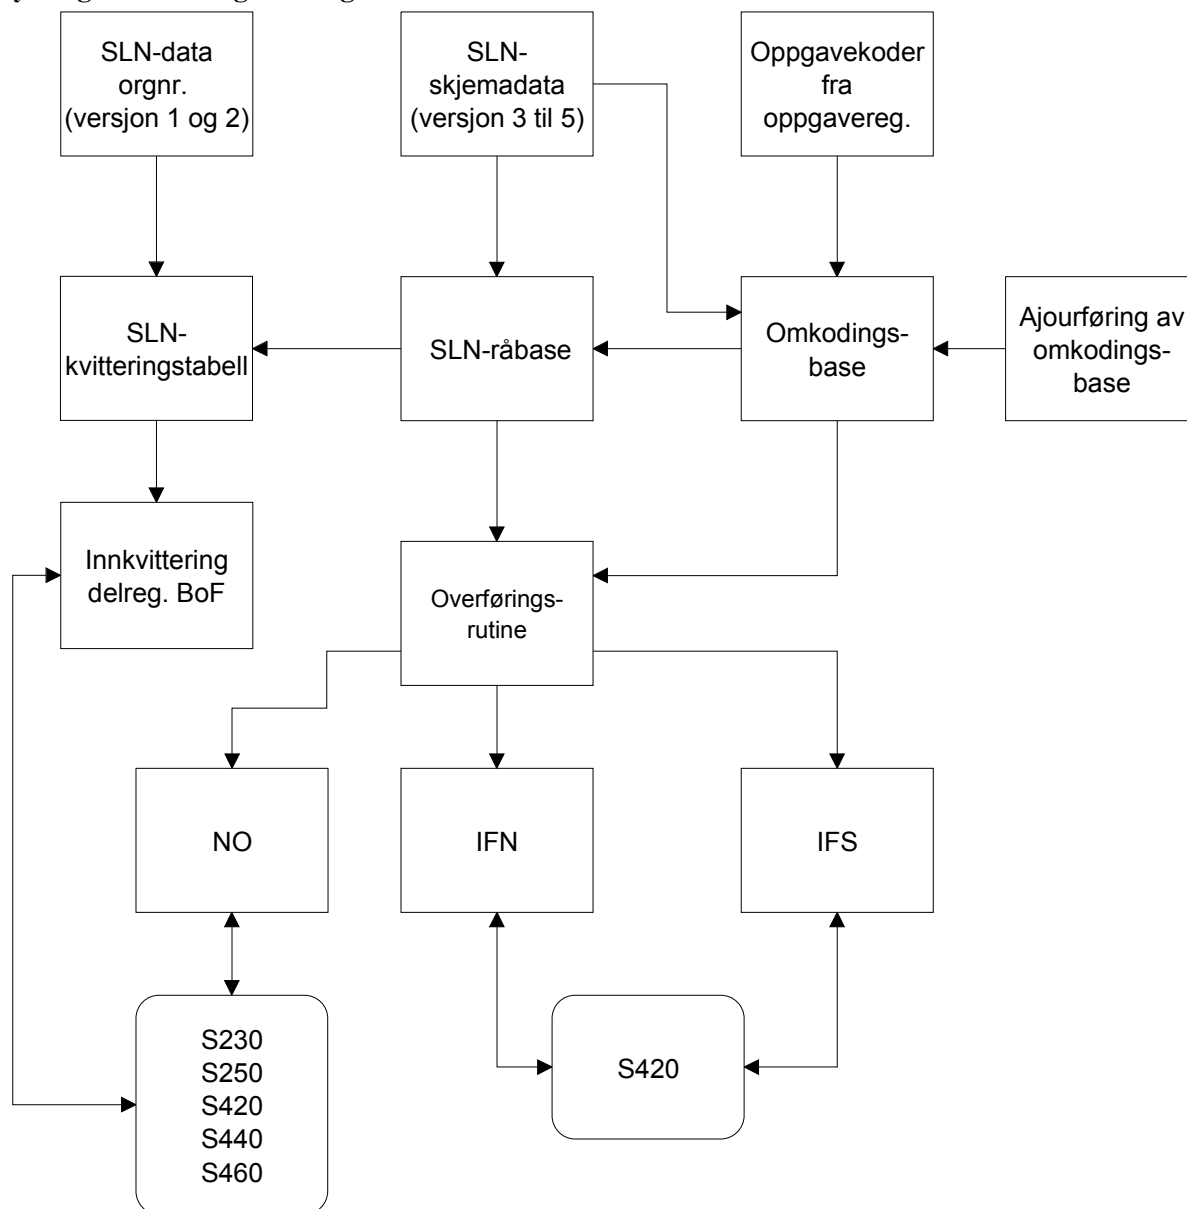 SLN-data
orgnr.
(versjon 1 og 2)
SLN-
skjemadata
(versjon 3 til 5)
Oppgavekoder
fra
oppgavereg.
SLN-
kvitteringstabell
SLN-råbase
Omkodings-
base
Ajourføring av
omkodings-
base
Innkvittering
delreg. BoF
Overførings-
rutine
NO
IFN
IFS
S230
S250
S420
S440
S460
S420